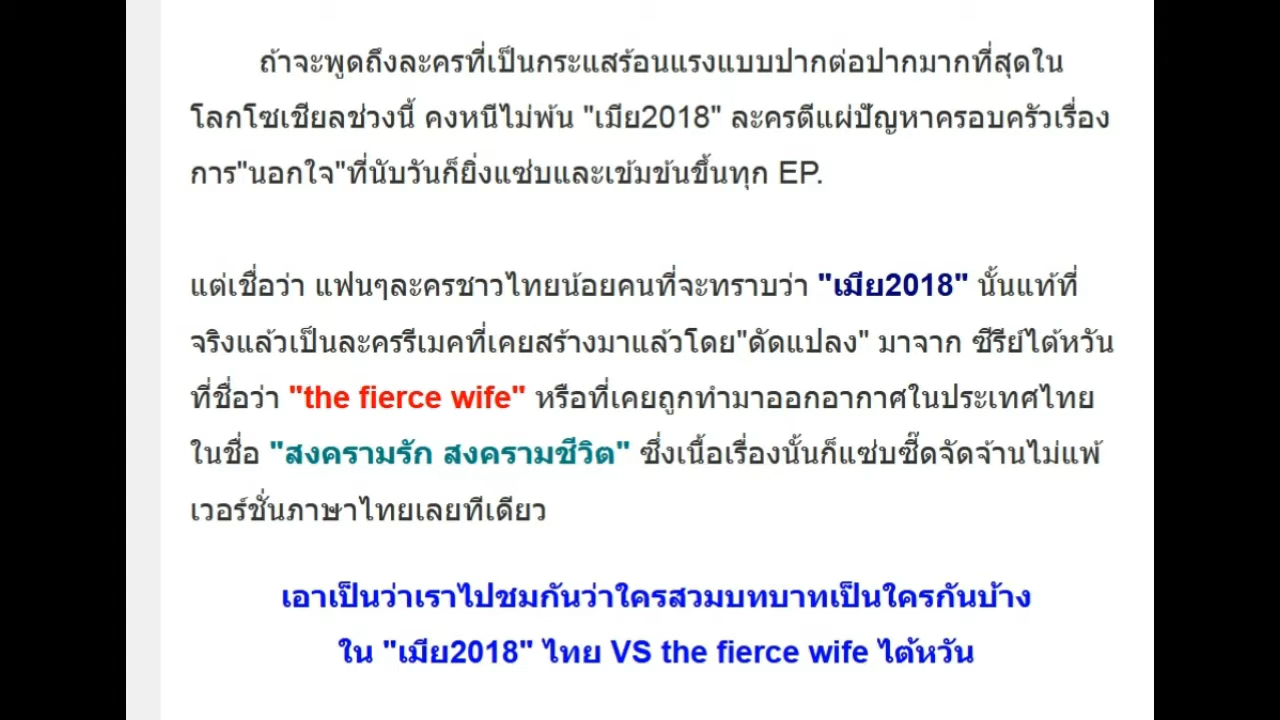 ถ้าจะพูดถึงละครที่เป็นกระแสร้อนแรงแบบปากต่อปากมากที่สุดใน
โลกโซเชียลช่วงนี้ คงหนีไม่พ้น "เมีย2018" ละครตีแผ่ปัญหาครอบครัวเรื่อง
การ"นอกใจ"ที่นับวันก็ยิ่งแซ่บและเข้มข้นขึ้นทุก EP.
แต่เชื่อว่า แฟนๆละครชาวไทยน้อยคนที่จะทราบว่า "เมีย2018" นั้นแท้ที่
จริงแล้วเป็นละครรีเมคที่เคยสร้างมาแล้วโดย"ดัดแปลง" มาจาก ซีรีย์ไต้หวัน
ที่ชื่อว่า "the fierce wife" หรือที่เคยถูกทำมาออกอากาศในประเทศไทย
ในชื่อ "สงครามรัก สงครามชีวิต" ซึ่งเนื้อเรื่องนั้นก็แซ่บซี๊ดจัดจ้านไม่แพ้
เวอร์ชั่นภาษาไทยเลยทีเดียว
เอาเป็นว่าเราไปชมกันว่าใครสวมบทบาทเป็นใครกันบ้าง
ใน "เมีย2018" ไทย VS the fierce wife ไต้หวัน